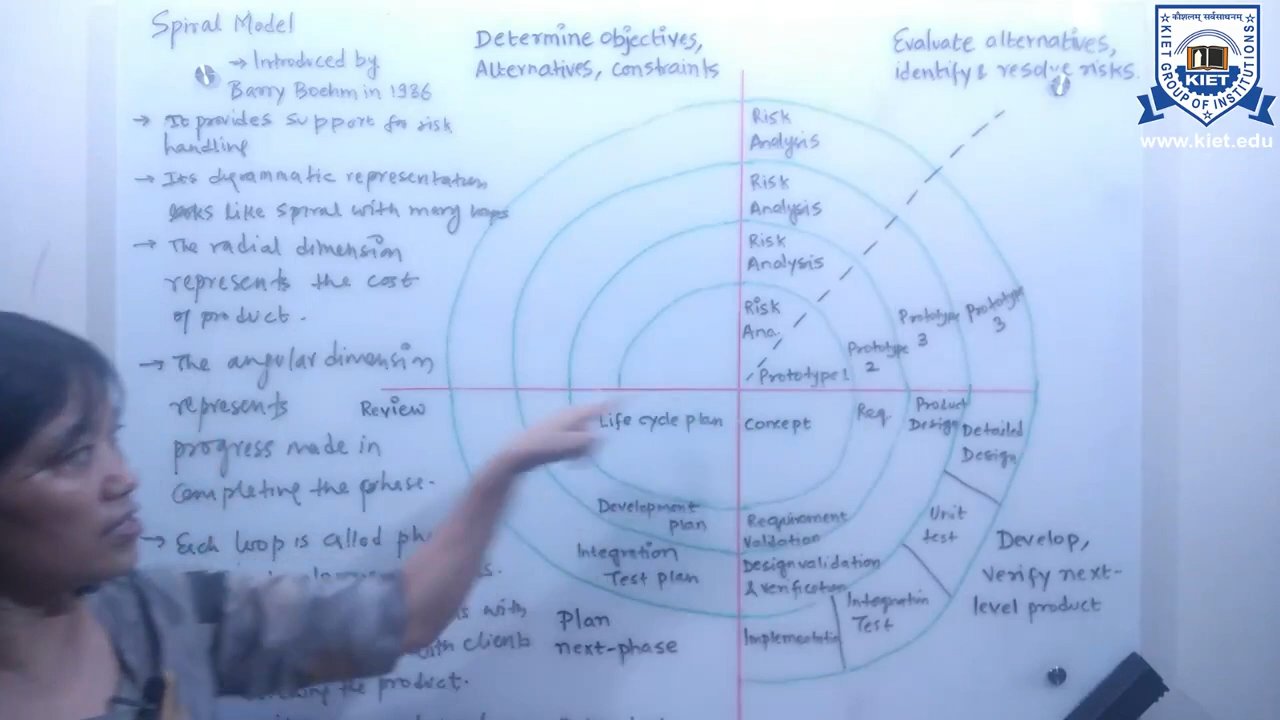 Spiral Model
→ Introduced by
Barry Boehm in 1986
→ It provides support for risk
handling
→ Its dyrammatic representation
looks Like spiral with many loops
→ The radial dimension
represents the cost
of product.
→ The angular dimension
represents
progress made in
completing the phase.
→ Each loop is called
with
with clients
the product.
Determine objectives,
Alternatives, constraints
Evaluate alternatives,
identify & resolve risks.
Risk
Analysis
Risk
Analysis
Risk
Analysis
Risk
Ana.
Prototype 1
Prototype
2
Prototype
3
Prototype
3
Review
Life cycle plan
Concept
Req.
Product
Design
Detailed
Design
Development
plan
Requirement
Validation
Unit
test
Integration
Test plan
Design validation
& verification
Integration
Test
Implementatio
Develop,
verify next-
level product
Plan
next-phase
कौशलम् सर्वसाधनम्
KIET GROUP OF INSTITUTIONS
KIET
www.kiet.edu